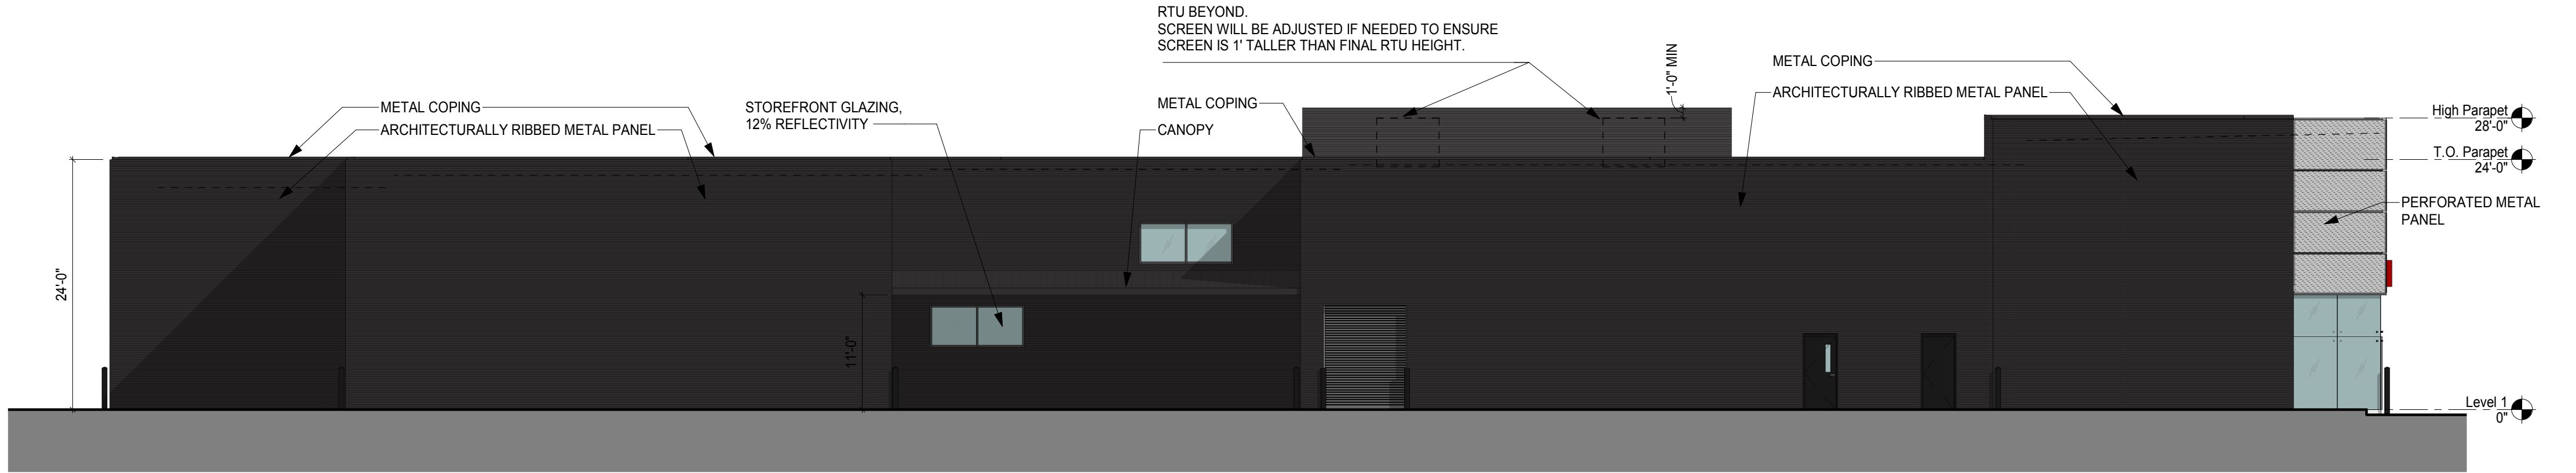 RTU BEYOND.
SCREEN WILL BE ADJUSTED IF NEEDED TO ENSURE
SCREEN IS 1' TALLER THAN FINAL RTU HEIGHT.
1'-0" MIN
METAL COPING
ARCHITECTURALLY RIBBED METAL PANEL
STOREFRONT GLAZING,
12% REFLECTIVITY
METAL COPING
CANOPY
METAL COPING
ARCHITECTURALLY RIBBED METAL PANEL
High Parapet
28'-0"
T.O. Parapet
24'-0"
PERFORATED METAL
PANEL
24'-0"
11'-0"
Level 1
0"